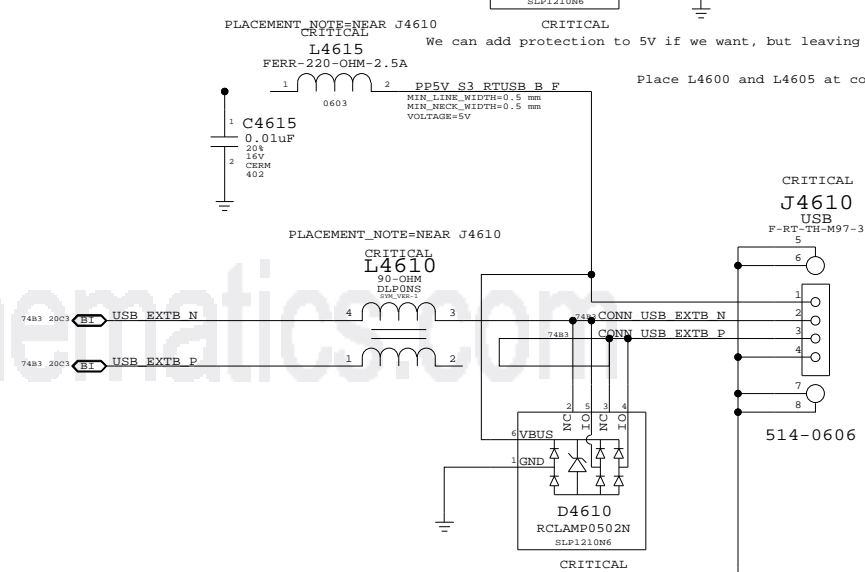 SLP1210N6
PLACEMENT_NOTE=NEAR J4610
CRITICAL
CRITICAL
L4615
FERR-220-OHM-2.5A
We can add protection to 5V if we want, but leaving
1
2
PP5V_S3_RTUSB_B_F
Place L4600 and L4605 at co
0603
MIN_LINE_WIDTH=0.5 mm
MIN_NECK_WIDTH=0.5 mm
VOLTAGE=5V
1
C4615
0.01uF
20%
16V
CERM
402
2
CRITICAL
J4610
USB
F-RT-TH-M97-3
PLACEMENT_NOTE=NEAR J4610
CRITICAL
L4610
90-OHM
DLP0NS
SYM_VER-1
5
6
1
2
3
4
7
8
514-0606
74B3 20C3
BI
USB_EXTB_N
4
3
74B3
CONN_USB_EXTB_N
74B3
CONN_USB_EXTB_P
74B3 20C3
BI
USB_EXTB_P
1
2
hematics.com
2
5
3
4
NC
IO
NC
IO
6
VBUS
1
GND
D4610
RCLAMP0502N
SLP1210N6
CRITICAL